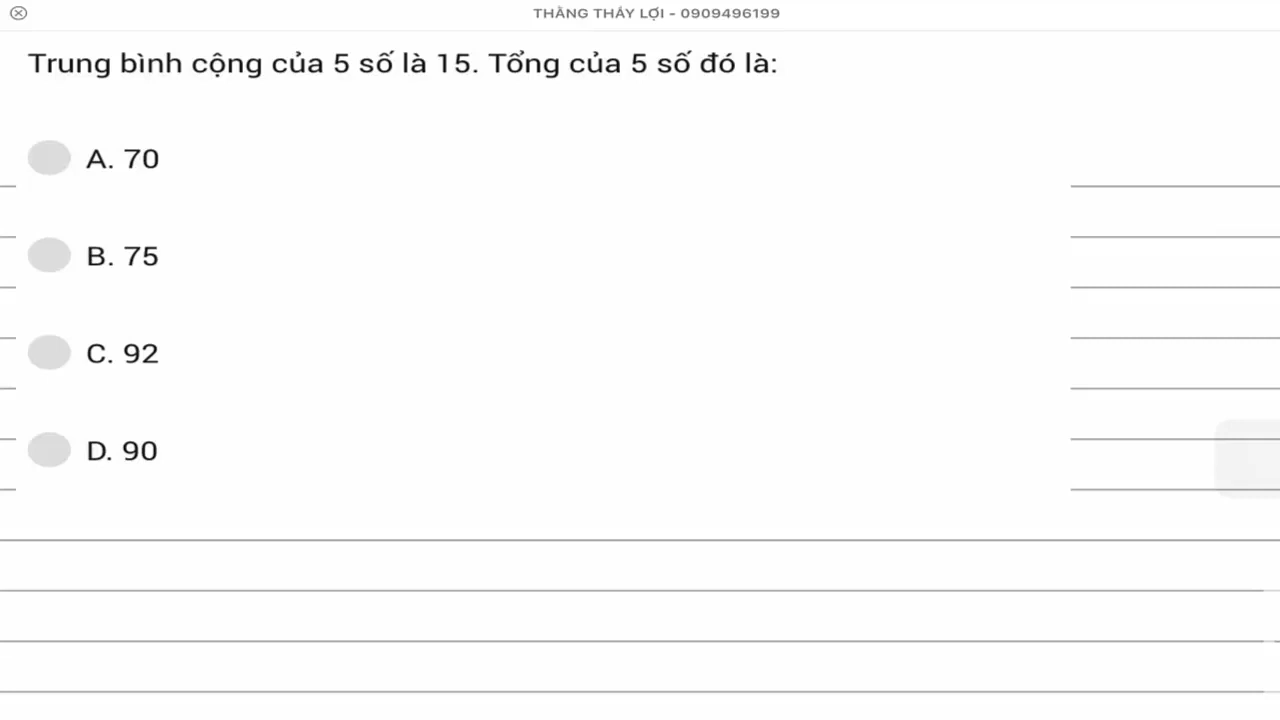 THẰNG THẦY LỢI - 0909496199
Trung bình cộng của 5 số là 15. Tổng của 5 số đó là:
A. 70
B. 75
C. 92
D. 90